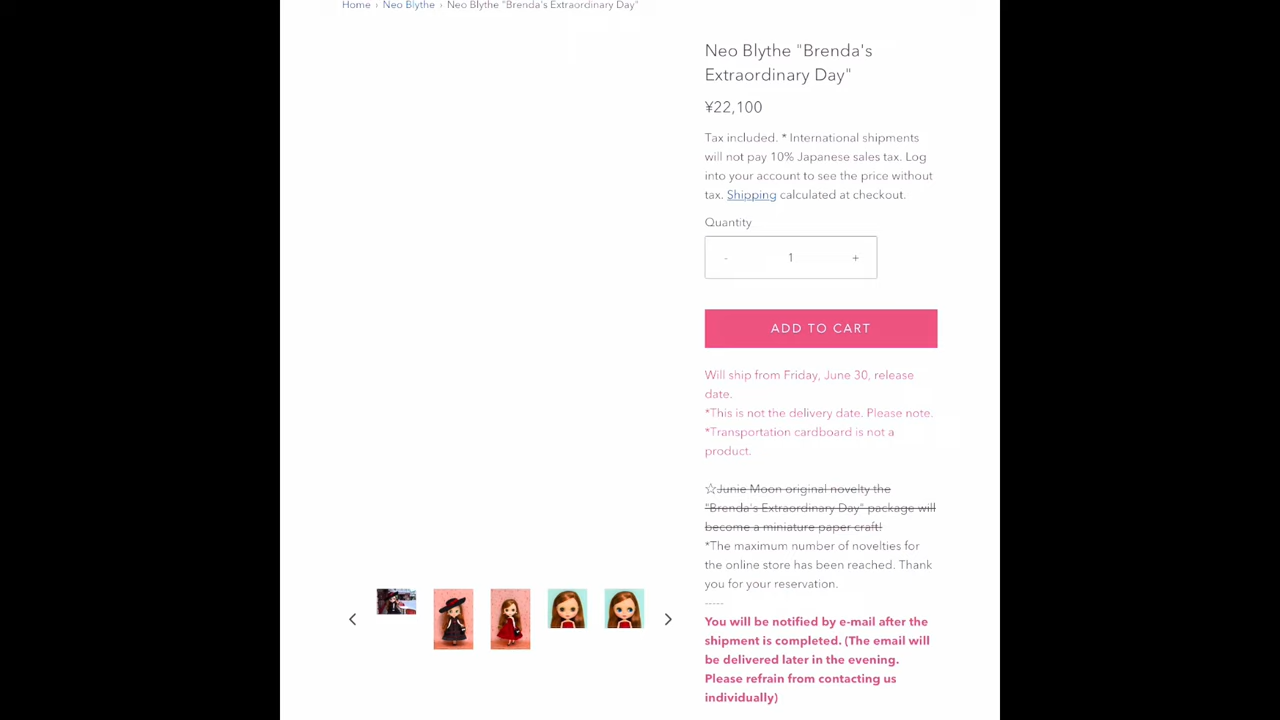 Home › Neo Blythe › Neo Blythe "Brenda's Extraordinary Day"
Neo Blythe "Brenda's
Extraordinary Day"
¥22,100
Tax included. * International shipments
will not pay 10% Japanese sales tax. Log
into your account to see the price without
tax. Shipping calculated at checkout.
Quantity
- 1 +
ADD TO CART
Will ship from Friday, June 30, release
date.
*This is not the delivery date. Please note.
*Transportation cardboard is not a
product.
☆Junie Moon original novelty the
"Brenda's Extraordinary Day" package will
become a miniature paper craft!
*The maximum number of novelties for
the online store has been reached. Thank
you for your reservation.
-----
You will be notified by e-mail after the
shipment is completed. (The email will
be delivered later in the evening.
Please refrain from contacting us
individually)